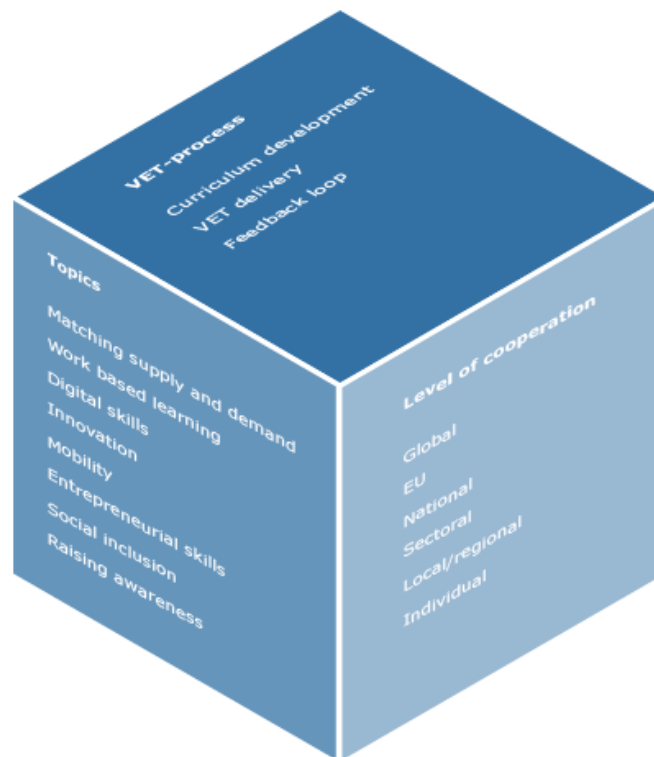 VET-process
Curriculum development
VET delivery
Feedback loop
Topics
Matching supply and demand
Work based learning
Digital skills
Innovation
Mobility
Entrepreneurial skills
Social inclusion
Raising awareness
Level of cooperation
Global
EU
National
Sectoral
Local/regional
Individual